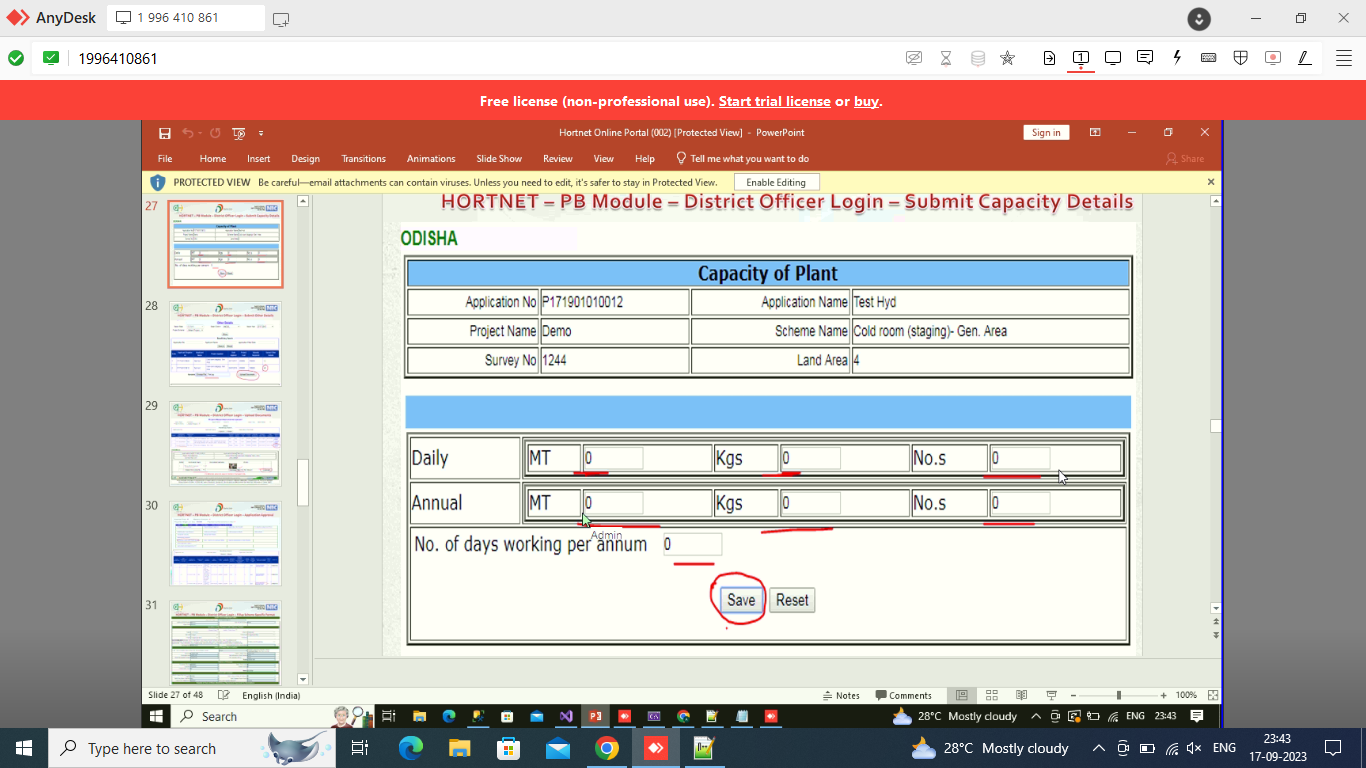 AnyDesk
1 996 410 861
1996410861
Free license (non-professional use). Start trial license or buy.
Hortnet Online Portal (002) [Protected View] - PowerPoint
Sign in
File Home Insert Design Transitions Animations Slide Show Review View Help Tell me what you want to do
Share
PROTECTED VIEW Be careful—email attachments can contain viruses. Unless you need to edit, it's safer to stay in Protected View. Enable Editing
27
28
29
30
31
HORTNET – PB Module – District Officer Login – Submit Capacity Details
ODISHA
Capacity of Plant
Application No P171901010012 Application Name Test Hyd
Project Name Demo Scheme Name Cold room (staging)- Gen. Area
Survey No 1244 Land Area 4
Daily MT 0 Kgs 0 No.s 0
Annual MT 0 Kgs 0 No.s 0
Admin
No. of days working per annum 0
Save Reset
Slide 27 of 48 English (India) Notes Comments 100%
Search 28°C Mostly cloudy ENG 23:43
Type here to search 28°C Mostly cloudy ENG 23:43
17-09-2023